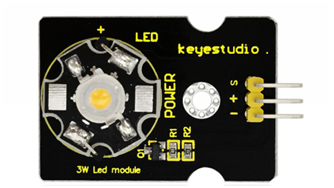 +
LED
keyestudio.
POWER
S
+
-
Q1
R1
R2
3W Led module